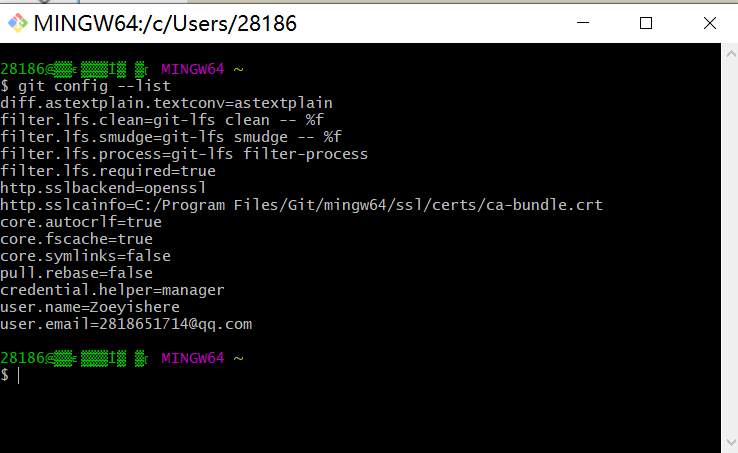 MINGW64:/c/Users/28186
28186@ MINGW64 ~
$ git config --list
diff.astextplain.textconv=astextplain
filter.lfs.clean=git-lfs clean -- %f
filter.lfs.smudge=git-lfs smudge -- %f
filter.lfs.process=git-lfs filter-process
filter.lfs.required=true
http.sslbackend=openssl
http.sslcainfo=C:/Program Files/Git/mingw64/ssl/certs/ca-bundle.crt
core.autocrlf=true
core.fscache=true
core.symlinks=false
pull.rebase=false
credential.helper=manager
user.name=Zoeyishere
user.email=2818651714@qq.com
28186@ MINGW64 ~
$